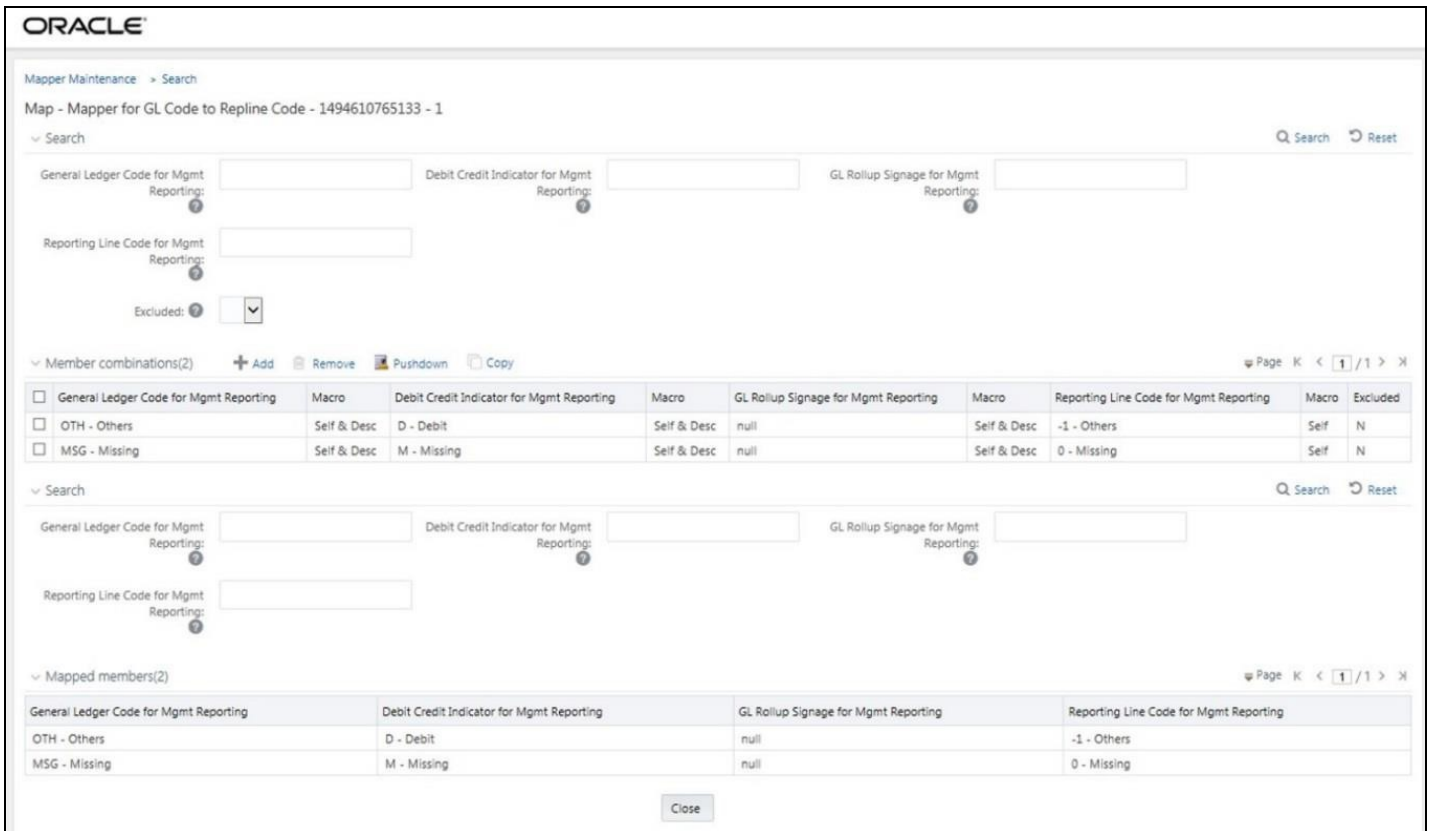 ORACLE
Mapper Maintenance » Search
Map - Mapper for GL Code to Repline Code - 1494610765133 - 1
Search Search Reset
General Ledger Code for Mgmt Reporting: Debit Credit Indicator for Mgmt Reporting: GL Rollup Signage for Mgmt Reporting:
Reporting Line Code for Mgmt Reporting:
Excluded:
Member combinations(2) Add Remove Pushdown Copy Page 1 / 1
General Ledger Code for Mgmt Reporting Macro Debit Credit Indicator for Mgmt Reporting Macro GL Rollup Signage for Mgmt Reporting Macro Reporting Line Code for Mgmt Reporting Macro Excluded
OTH - Others Self & Desc D - Debit Self & Desc null Self & Desc -1 - Others Self N
MSG - Missing Self & Desc M - Missing Self & Desc null Self & Desc 0 - Missing Self N
Search Search Reset
General Ledger Code for Mgmt Reporting: Debit Credit Indicator for Mgmt Reporting: GL Rollup Signage for Mgmt Reporting:
Reporting Line Code for Mgmt Reporting:
Mapped members(2) Page 1 / 1
General Ledger Code for Mgmt Reporting Debit Credit Indicator for Mgmt Reporting GL Rollup Signage for Mgmt Reporting Reporting Line Code for Mgmt Reporting
OTH - Others D - Debit null -1 - Others
MSG - Missing M - Missing null 0 - Missing
Close